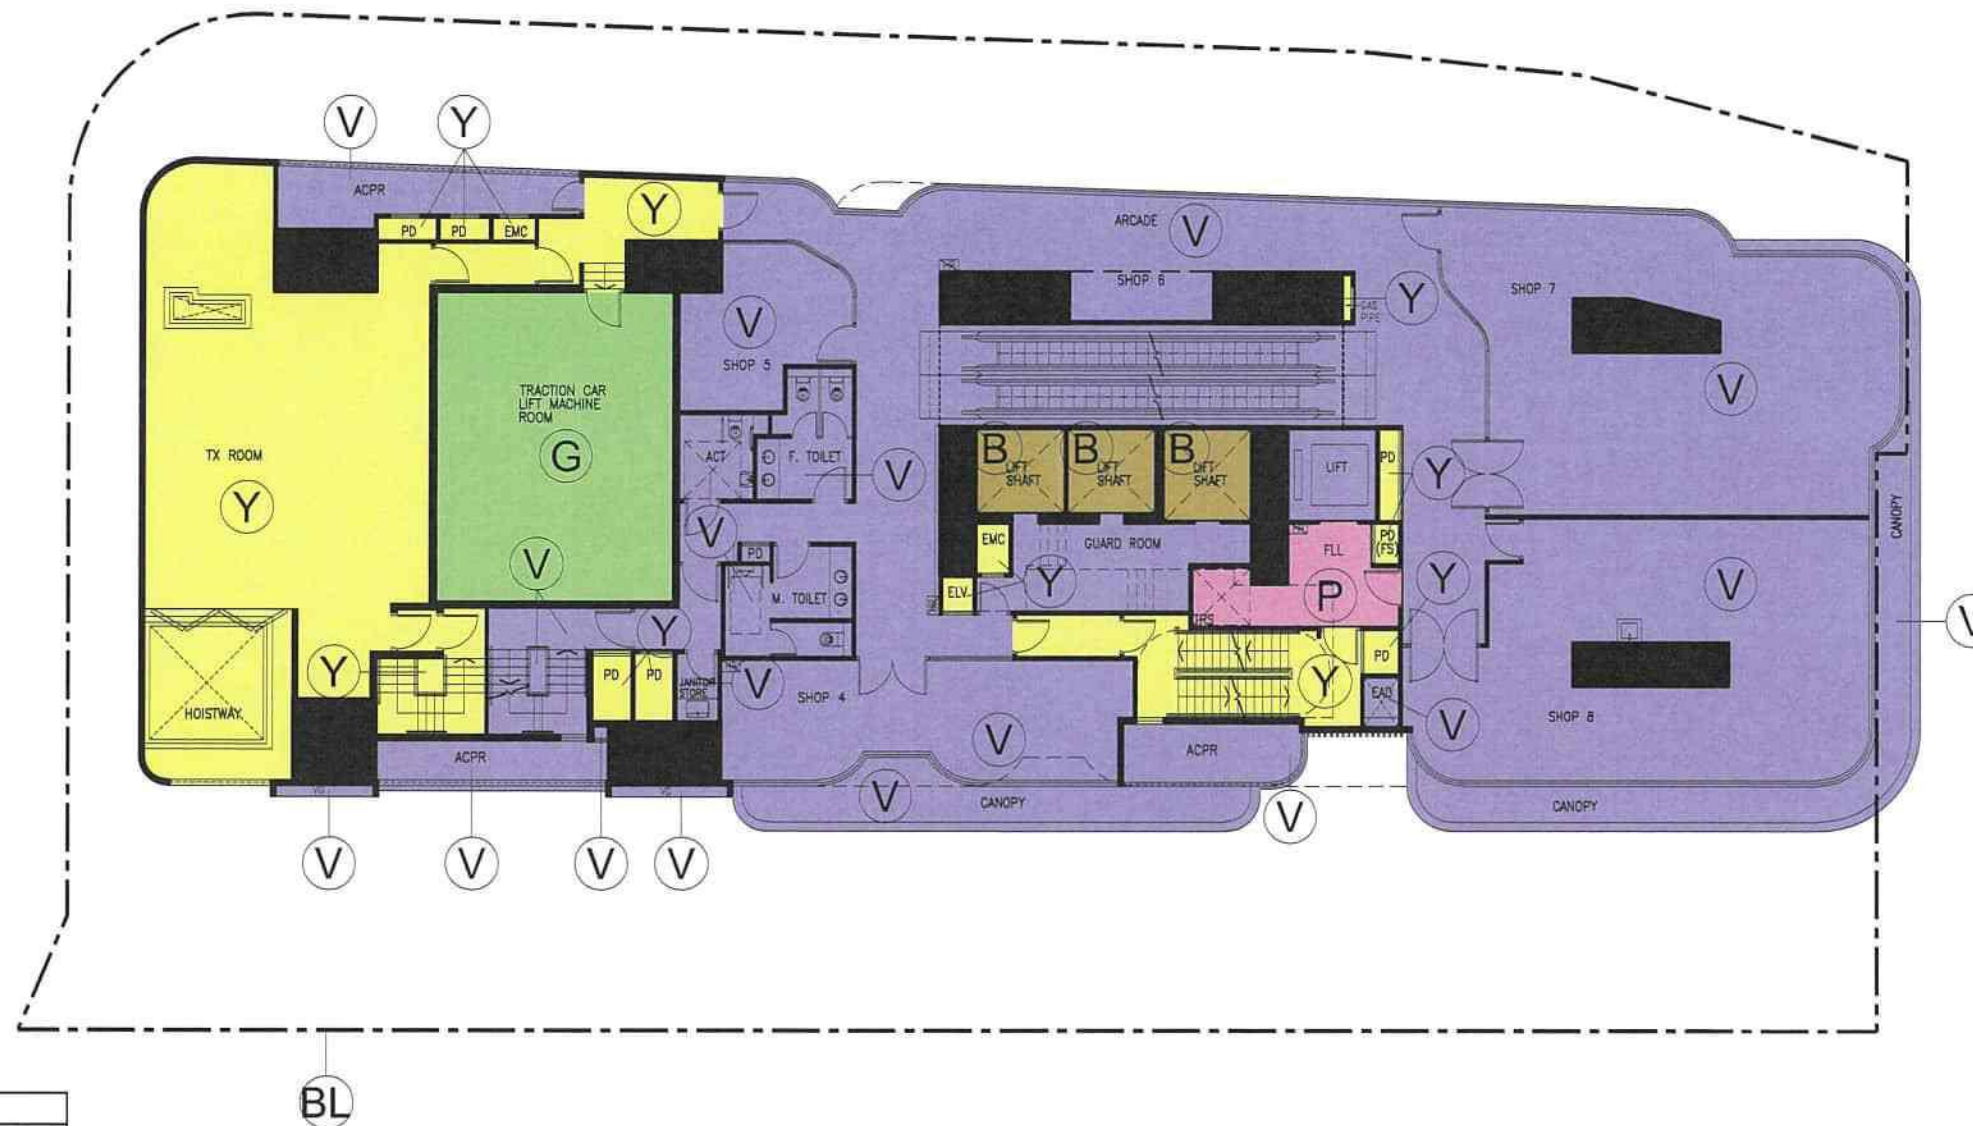 V
Y
ACPR
PD
PD
EMC
Y
ARCADE
V
SHOP 6
Y
GAS
PIPE
SHOP 7
V
V
SHOP 5
TRACTION CAR
LIFT MACHINE
ROOM
G
V
TX ROOM
Y
ACT
F. TOILET
V
V
B
LIFT
SHAFT
B
LIFT
SHAFT
B
LIFT
SHAFT
LIFT
PD
Y
CANOPY
EMC
GUARD ROOM
FLL
PD
(FS)
PD
ELV
Y
P
TRS
Y
V
V
M. TOILET
Y
Y
PD
PD
JANITOR
STORE
V
SHOP 4
V
Y
PD
EAD
V
SHOP 8
HOISTWAY
ACPR
ACPR
V
CANOPY
V
CANOPY
V
V
V
V
BL